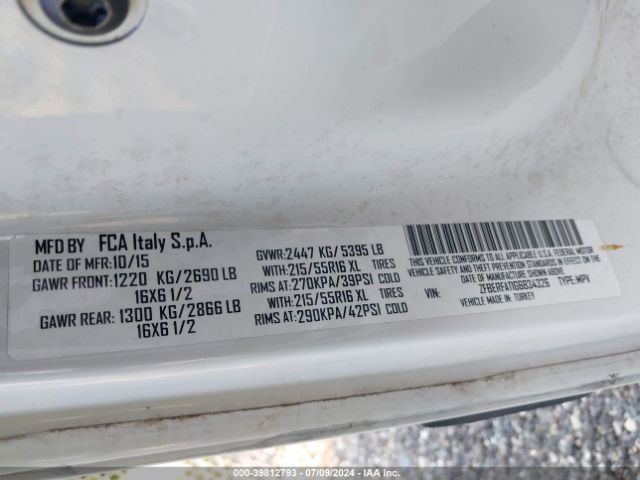 MFD BY FCA Italy S.p.A.
DATE OF MFR: 10/15
GAWR FRONT: 1220 KG/2690 LB
16X6 1/2
GAWR REAR: 1300 KG/2866 LB
16X6 1/2
GVWR: 2447 KG/5395 LB
WITH: 215/55R16 XL TIRES
RIMS AT: 270KPA/39PSI COLD
WITH: 215/55R16 XL TIRES
RIMS AT: 290KPA/42PSI COLD
THIS VEHICLE CONFORMS TO ALL APPLICABLE U.S.A. FEDERAL MOTOR
VEHICLE SAFETY, BUMPER, AND THEFT PREVENTION STANDARDS
IN EFFECT ON THE DATE OF MANUFACTURE SHOWN ABOVE
VIN: ZFBERFAT1G6B34326 TYPE: MPV
VEHICLE MADE IN TURKEY
000-39812793 / 07/09/2024 - IAA Inc.